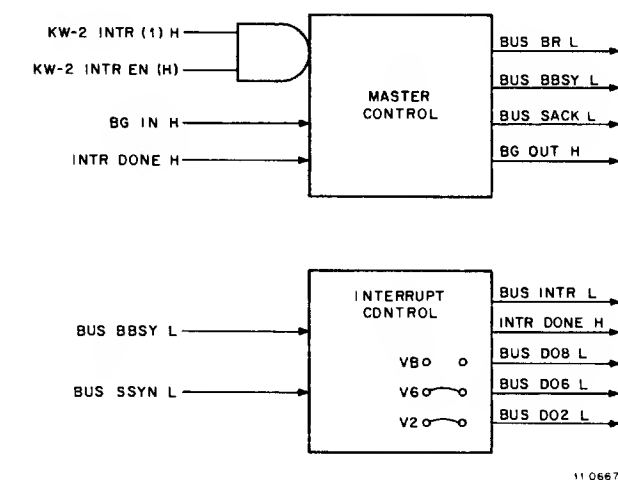 KW-2 INTR (1) H
KW-2 INTR EN (H)
BG IN H
INTR DONE H
MASTER
CONTROL
BUS BR L
BUS BBSY L
BUS SACK L
BG OUT H
BUS BBSY L
BUS SSYN L
INTERRUPT
CONTROL
V8
V6
V2
BUS INTR L
INTR DONE H
BUS D08 L
BUS D06 L
BUS D02 L
11 0667